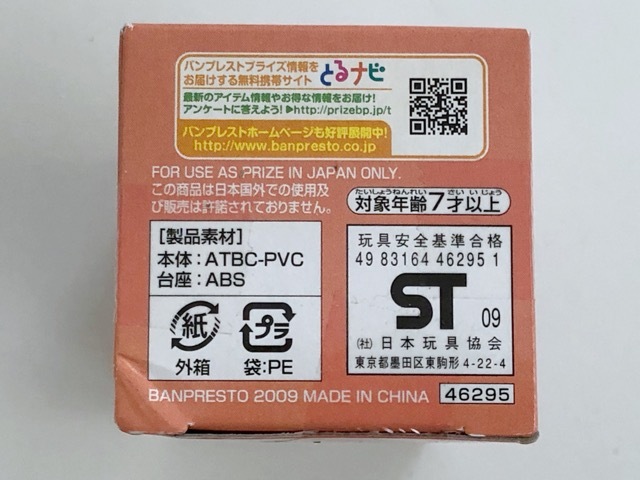 バンプレストプライズ情報を
お届けする無料携帯サイト とるナビ
最新のアイテム情報やお得な情報をお届け!
アンケートに答えよう!▶http://prizebp.jp/t
バンプレストホームページも好評展開中!
http://www.banpresto.co.jp
FOR USE AS PRIZE IN JAPAN ONLY.
この商品は日本国外での使用及
び販売は許諾されておりません。
たいしょうねんれい さい いじょう
対象年齢7才以上
[製品素材]
本体:ATBC-PVC
台座:ABS
紙
外箱
プラ
袋:PE
玩具安全基準合格
49 83164 46295 1
ST 09
(社)日本玩具協会
東京都墨田区東駒形4-22-4
BANPRESTO 2009 MADE IN CHINA 46295